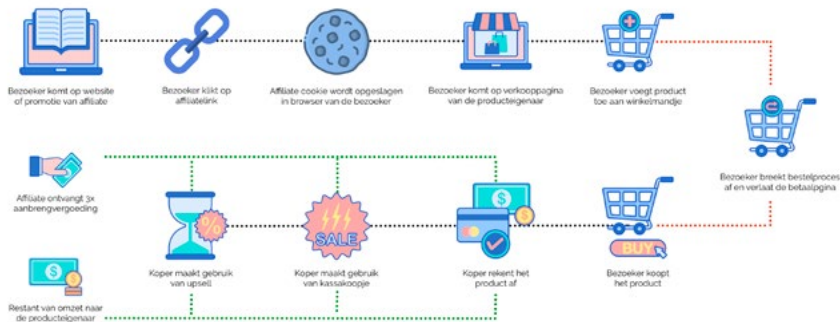 Bezoeker komt op website
of promotie van affiliate
Bezoeker klikt op
affiliatelink
Affiliate cookie wordt opgeslagen
in browser van de bezoeker
Bezoeker komt op verkooppagina
van de producteigenaar
Bezoeker voegt product
toe aan winkelmandje
Bezoeker breekt bestelproces
af en verlaat de betaalpgina
Affiliate ontvangt 3x
aanbrengvergoeding
%
Koper maakt gebruik
van upsell
SALE
Koper maakt gebruik
van kassakoopje
$
$
Koper rekent het
product af
BUY
Bezoeker koopt
het product
$
$
Restant van omzet naar
de producteigenaar